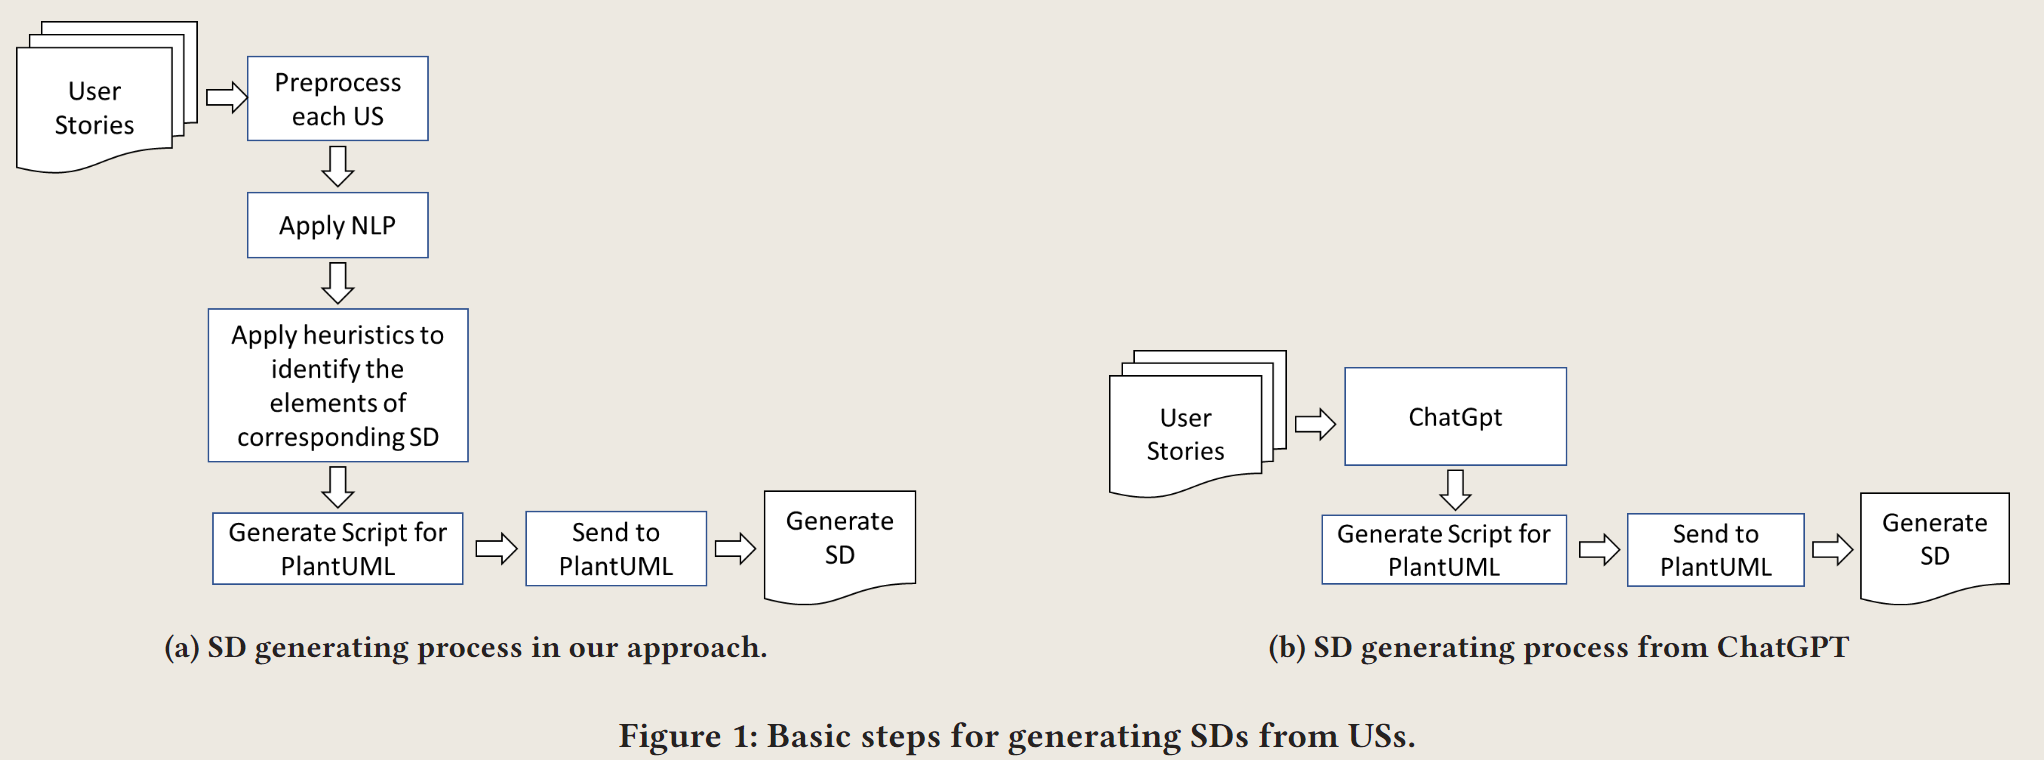 User
Stories
Preprocess
each US
Apply NLP
Apply heuristics to
identify the
elements of
corresponding SD
Generate Script for
PlantUML
Send to
PlantUML
Generate
SD
(a) SD generating process in our approach.
User
Stories
ChatGpt
Generate Script for
PlantUML
Send to
PlantUML
Generate
SD
(b) SD generating process from ChatGPT
Figure 1: Basic steps for generating SDs from USs.